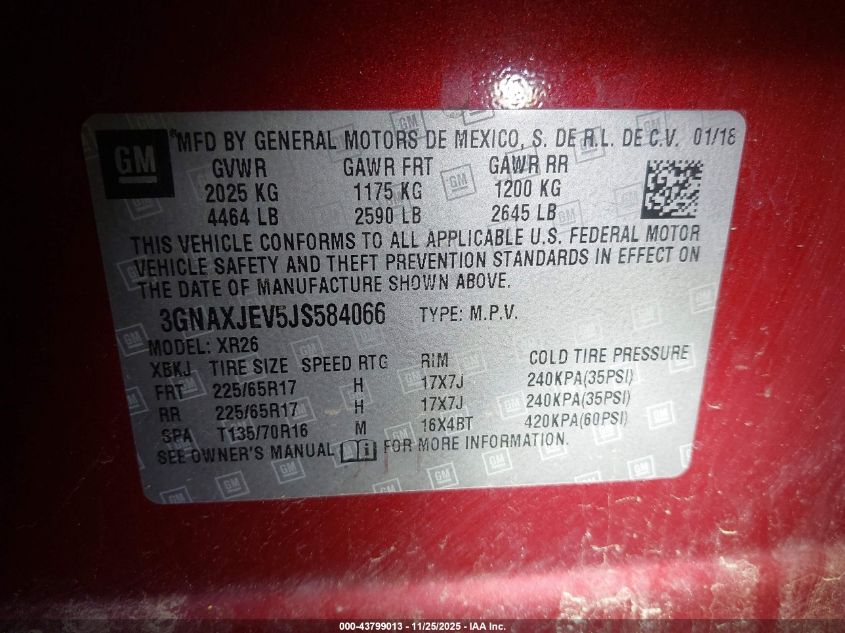 GM ®MFD BY GENERAL MOTORS DE MEXICO, S. DE R.L. DE C.V. 01/18
GVWR GAWR FRT GAWR RR
2025 KG 1175 KG 1200 KG
4464 LB 2590 LB 2645 LB
THIS VEHICLE CONFORMS TO ALL APPLICABLE U.S. FEDERAL MOTOR
VEHICLE SAFETY AND THEFT PREVENTION STANDARDS IN EFFECT ON
THE DATE OF MANUFACTURE SHOWN ABOVE.
3GNAXJEV5JS584066 TYPE: M.P.V.
MODEL: XR26
XBKJ TIRE SIZE SPEED RTG RIM COLD TIRE PRESSURE
FRT 225/65R17 H 17X7J 240KPA(35PSI)
RR 225/65R17 H 17X7J 240KPA(35PSI)
SPA T135/70R16 M 16X4BT 420KPA(60PSI)
SEE OWNER'S MANUAL FOR MORE INFORMATION.
000-43799013 - 11/25/2025 - IAA Inc.